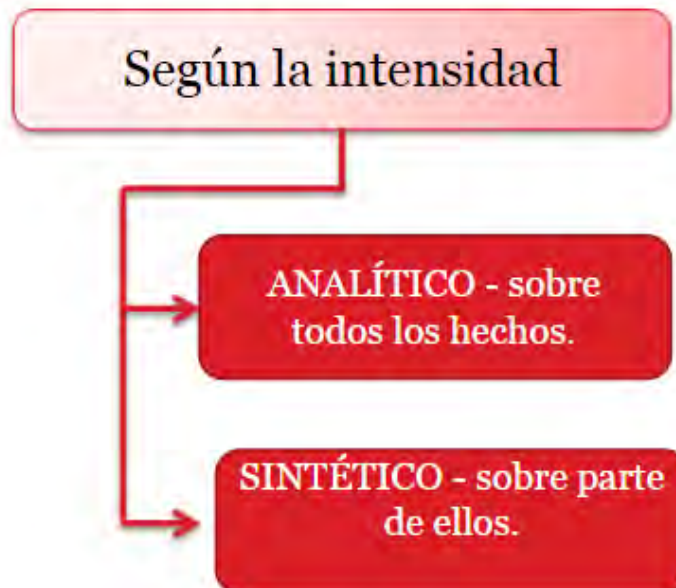 Según la intensidad
ANALÍTICO - sobre
todos los hechos.
SINTÉTICO - sobre parte
de ellos.